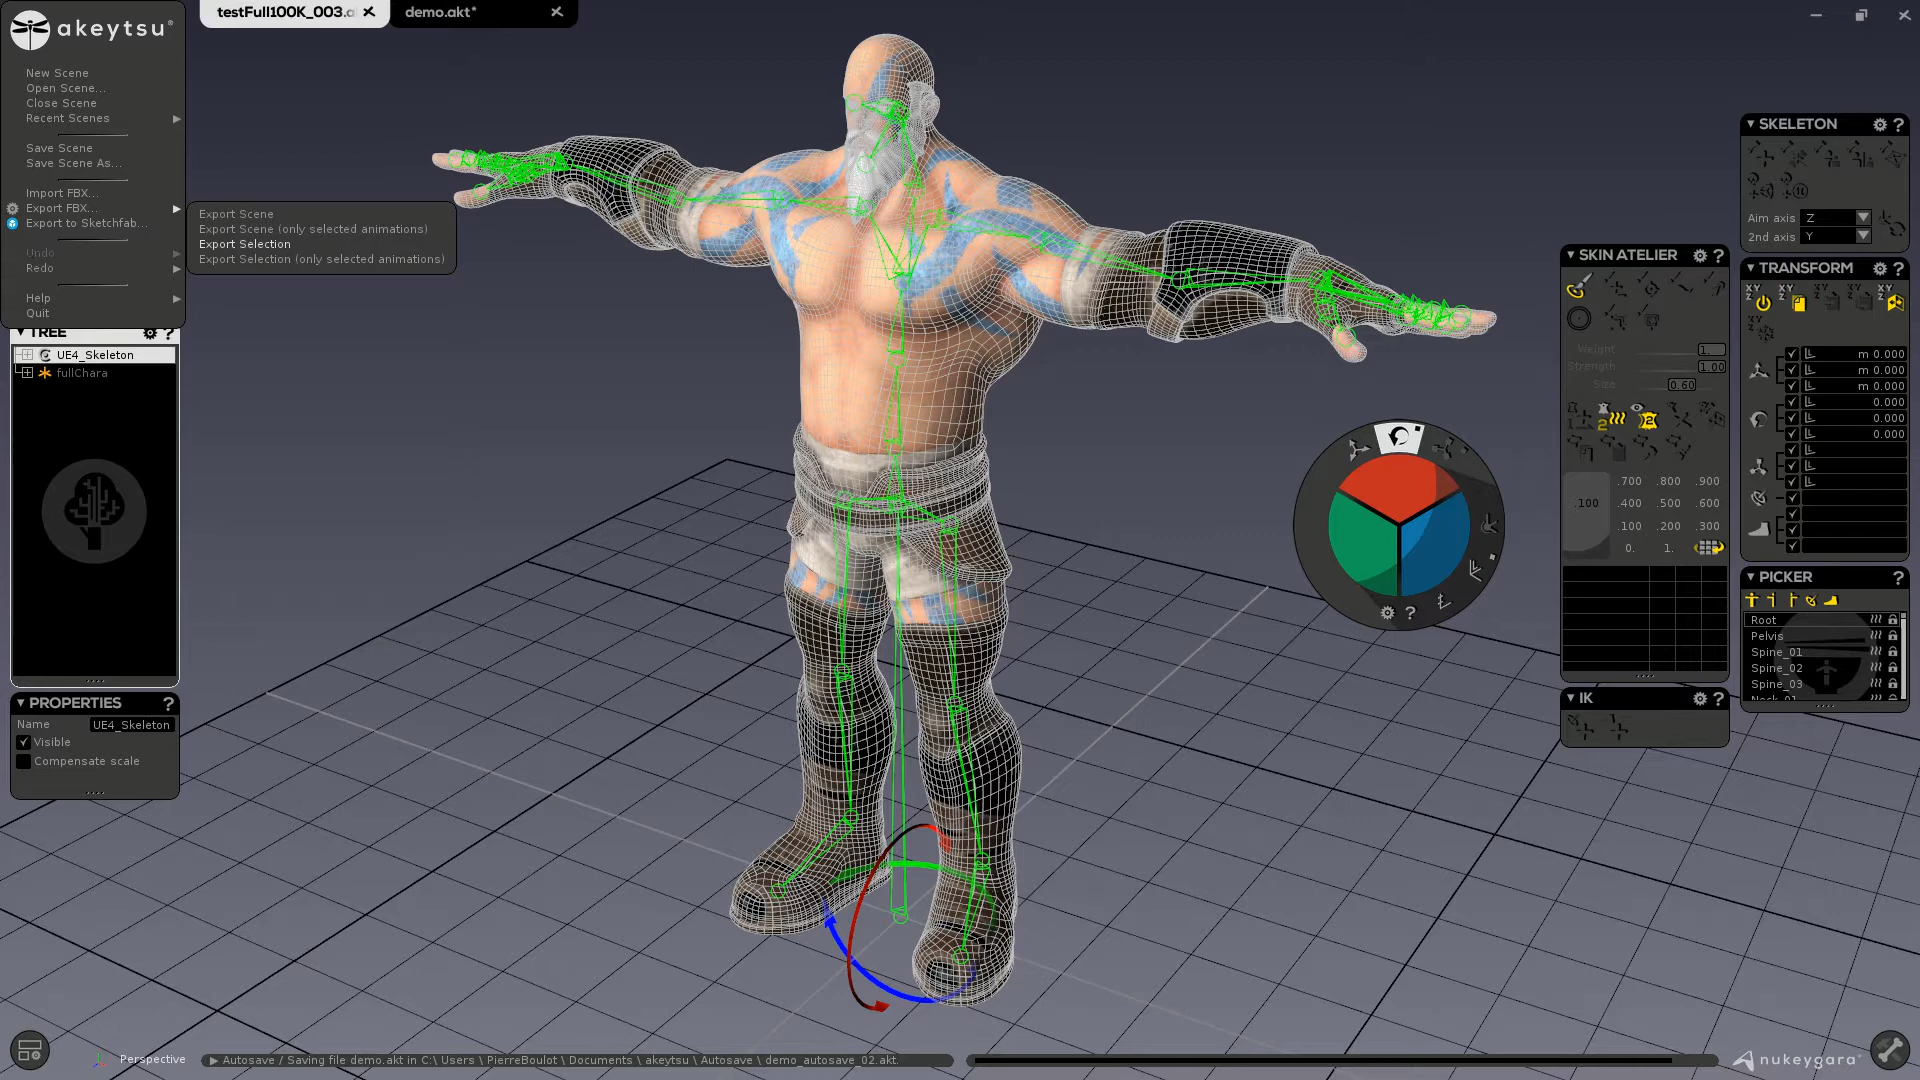 akeytsu®
testFull100K_003.a
demo.akt*
New Scene
Open Scene...
Close Scene
Recent Scenes
Save Scene
Save Scene As...
Import FBX...
Export FBX...
Export to Sketchfab...
Undo
Redo
Help
Quit
Export Scene
Export Scene (only selected animations)
Export Selection
Export Selection (only selected animations)
TREE
UE4_Skeleton
fullChara
PROPERTIES
Name UE4_Skeleton
Visible
Compensate scale
SKELETON
Aim axis Z
2nd axis Y
SKIN ATELIER
Weight 1.
Strength 1.00
Size 0.60
.100
.700 .800 .900
.400 .500 .600
.100 .200 .300
0. 1.
IK
TRANSFORM
m 0.000
m 0.000
m 0.000
0.000
0.000
0.000
PICKER
Root
Pelvis
Spine_01
Spine_02
Spine_03
Neck_01
Perspective
Autosave / Saving file demo.akt in C:\ Users \ PierreBoulot \ Documents \ akeytsu \ Autosave \ demo_autosave_02.akt.
nukeygara